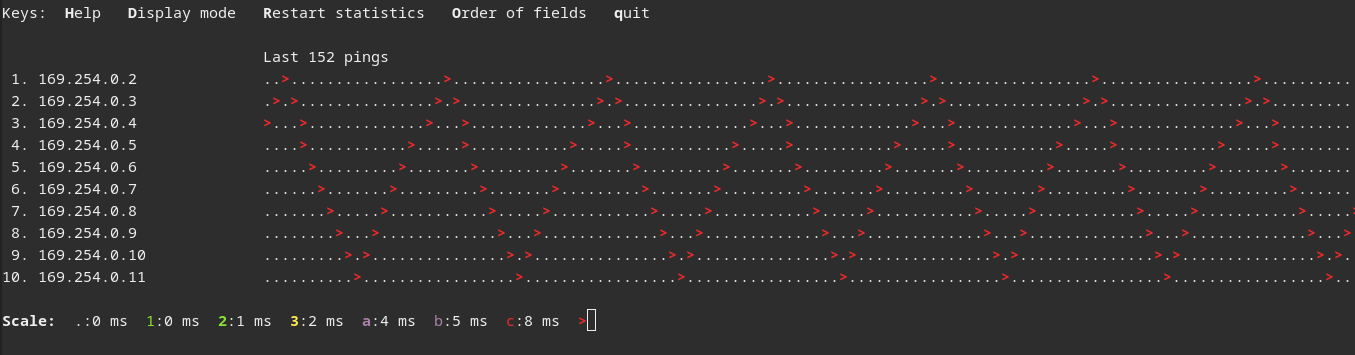 Keys: Help Display mode Restart statistics Order of fields quit
Last 152 pings
1. 169.254.0.2 ..>.................>.................>.................>.................>.................>.................>..........
2. 169.254.0.3 .>.>...............>.>...............>.>...............>.>...............>.>...............>.>...............>.>.........
3. 169.254.0.4 >...>.............>...>.............>...>.............>...>.............>...>.............>...>.............>...>........
4. 169.254.0.5 ....>...........>.....>...........>.....>...........>.....>...........>.....>...........>.....>...........>.....>........
5. 169.254.0.6 .....>.........>.......>.........>.......>.........>.......>.........>.......>.........>.......>.........>.......>.......
6. 169.254.0.7 ......>.......>.........>.......>.........>.......>.........>.......>.........>.......>.........>.......>.........>......
7. 169.254.0.8 .......>.....>...........>.....>...........>.....>...........>.....>...........>.....>...........>.....>...........>.....>
8. 169.254.0.9 ........>...>.............>...>.............>...>.............>...>.............>...>.............>...>.............>...>
9. 169.254.0.10 .........>.>...............>.>...............>.>...............>.>...............>.>...............>.>...............>.>.
10. 169.254.0.11 ..........>.................>.................>.................>.................>.................>.................>..
Scale: .:0 ms 1:0 ms 2:1 ms 3:2 ms a:4 ms b:5 ms c:8 ms >